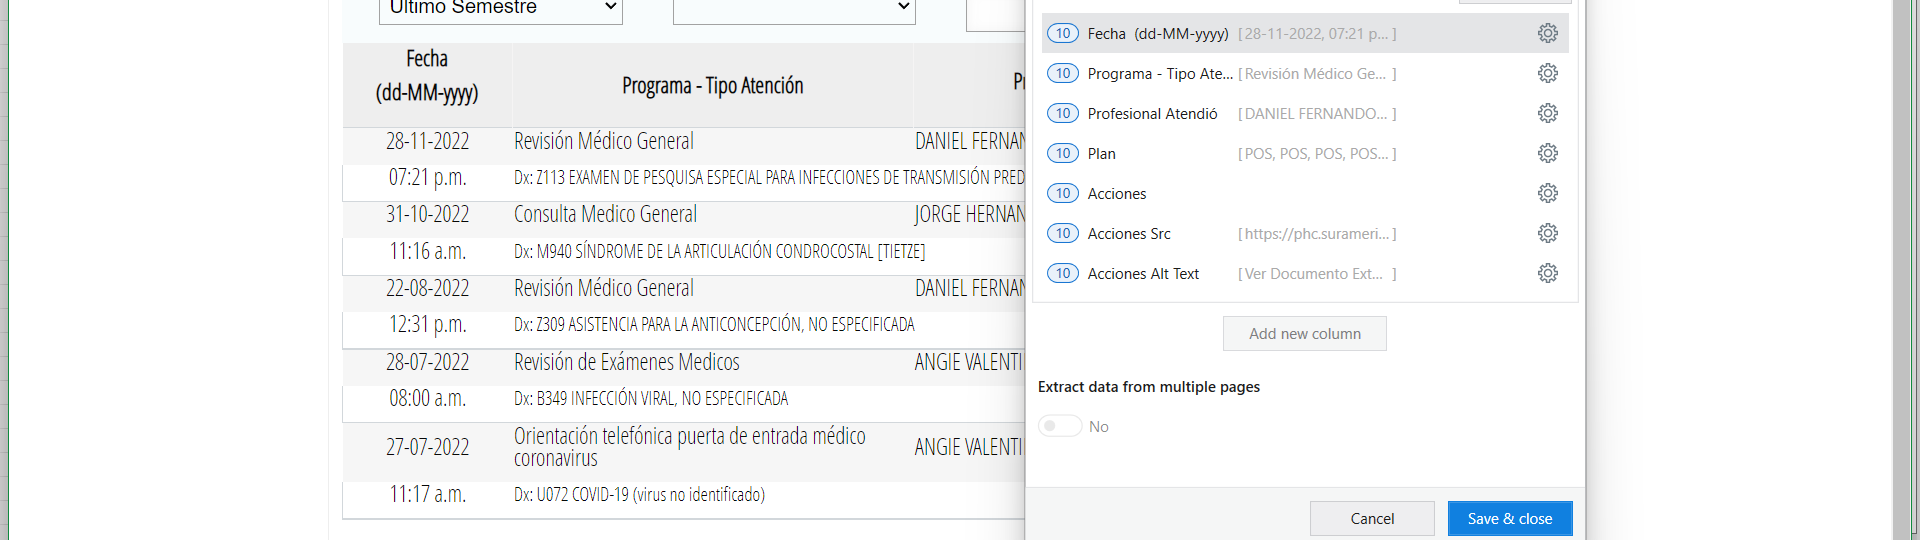 Último Semestre
Fecha
(dd-MM-yyyy)
Programa - Tipo Atención
28-11-2022
Revisión Médico General
DANIEL FERNAN
07:21 p.m.
Dx: Z113 EXAMEN DE PESQUISA ESPECIAL PARA INFECCIONES DE TRANSMISIÓN PRED
31-10-2022
Consulta Medico General
JORGE HERNAN
11:16 a.m.
Dx: M940 SÍNDROME DE LA ARTICULACIÓN CONDROCOSTAL [TIETZE]
22-08-2022
Revisión Médico General
DANIEL FERNAN
12:31 p.m.
Dx: Z309 ASISTENCIA PARA LA ANTICONCEPCIÓN, NO ESPECIFICADA
28-07-2022
Revisión de Exámenes Medicos
ANGIE VALENTI
08:00 a.m.
Dx: B349 INFECCIÓN VIRAL, NO ESPECIFICADA
27-07-2022
Orientación telefónica puerta de entrada médico
coronavirus
ANGIE VALENTI
11:17 a.m.
Dx: U072 COVID-19 (virus no identificado)
10 Fecha (dd-MM-yyyy) [ 28-11-2022, 07:21 p... ]
10 Programa - Tipo Ate... [ Revisión Médico Ge... ]
10 Profesional Atendió [ DANIEL FERNANDO... ]
10 Plan [ POS, POS, POS, POS... ]
10 Acciones
10 Acciones Src [ https://phc.surameri... ]
10 Acciones Alt Text [ Ver Documento Ext... ]
Add new column
Extract data from multiple pages
No
Cancel
Save & close